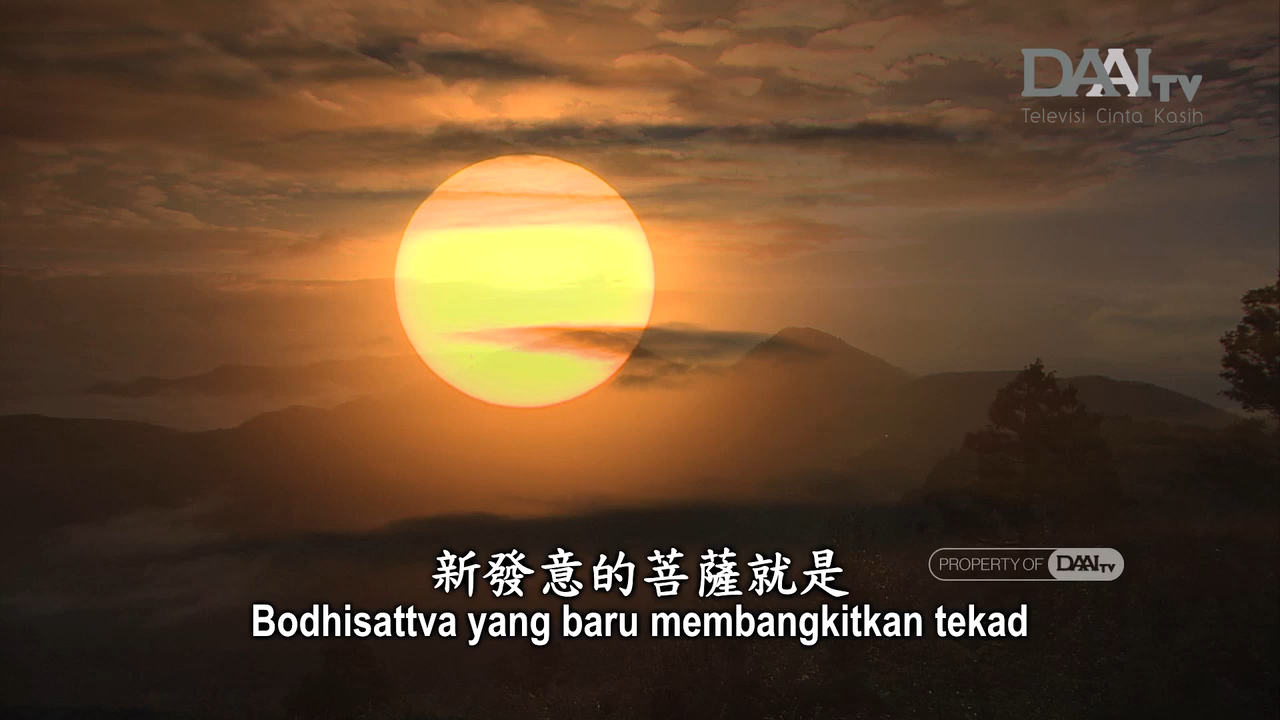 DAAI TV
Televisi Cinta Kasih
新發意的菩薩就是
PROPERTY OF DAAI TV
Bodhisattva yang baru membangkitkan tekad